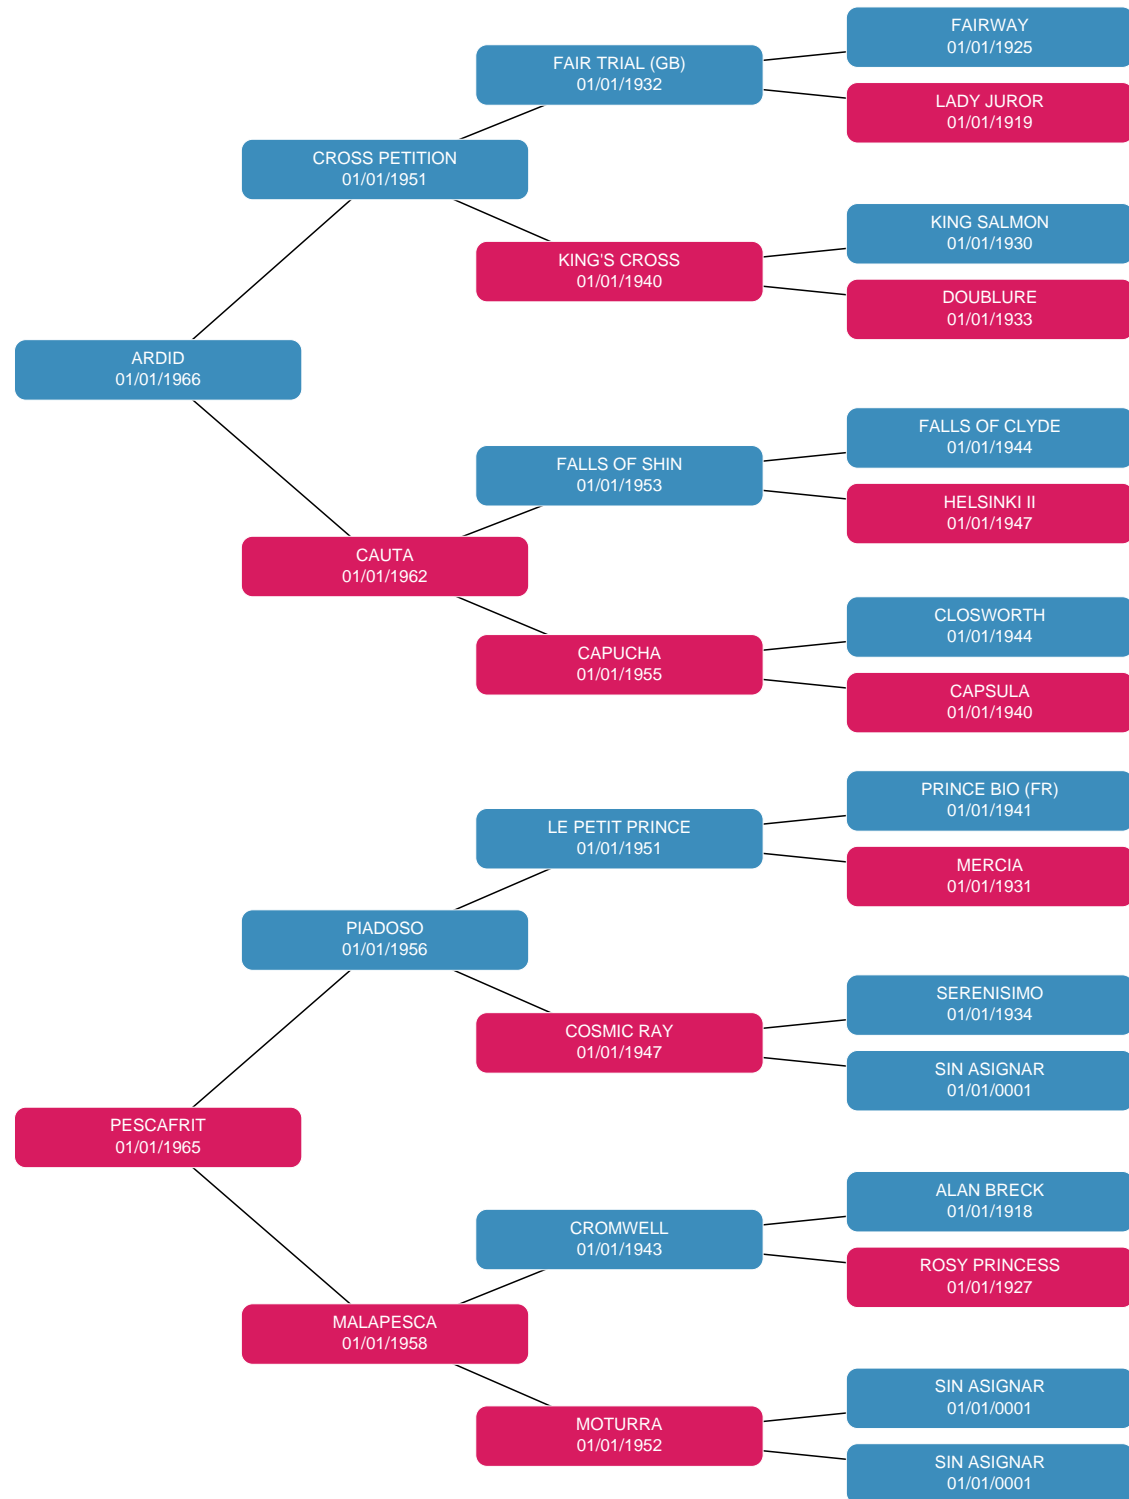 FAIRWAY
01/01/1925
FAIR TRIAL (GB)
01/01/1932
LADY JUROR
01/01/1919
CROSS PETITION
01/01/1951
KING SALMON
01/01/1930
KING'S CROSS
01/01/1940
DOUBLURE
01/01/1933
ARDID
01/01/1966
FALLS OF CLYDE
01/01/1944
FALLS OF SHIN
01/01/1953
HELSINKI II
01/01/1947
CAUTA
01/01/1962
CLOSWORTH
01/01/1944
CAPUCHA
01/01/1955
CAPSULA
01/01/1940
PRINCE BIO (FR)
01/01/1941
LE PETIT PRINCE
01/01/1951
MERCIA
01/01/1931
PIADOSO
01/01/1956
SERENISIMO
01/01/1934
COSMIC RAY
01/01/1947
SIN ASIGNAR
01/01/0001
PESCAFRIT
01/01/1965
ALAN BRECK
01/01/1918
CROMWELL
01/01/1943
ROSY PRINCESS
01/01/1927
MALAPESCA
01/01/1958
SIN ASIGNAR
01/01/0001
MOTURRA
01/01/1952
SIN ASIGNAR
01/01/0001